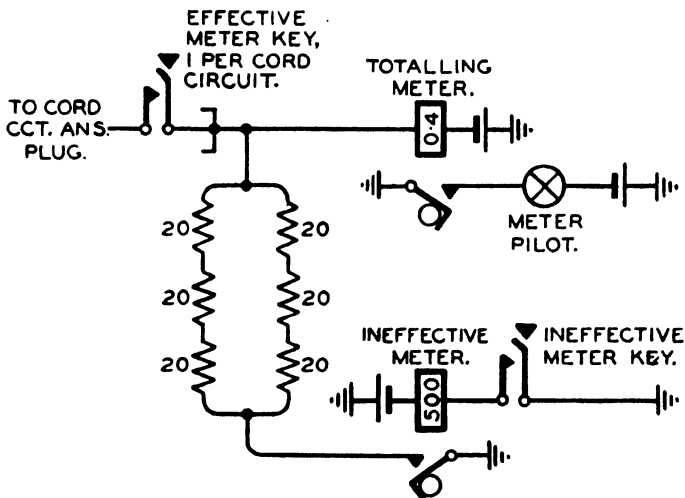 EFFECTIVE
METER KEY,
1 PER CORD
CIRCUIT.
TO CORD
CCT. ANS.
PLUG.
TOTALLING
METER.
0·4
METER
PILOT.
20 20
20 20
20 20
INEFFECTIVE
METER.
500
INEFFECTIVE
METER KEY.